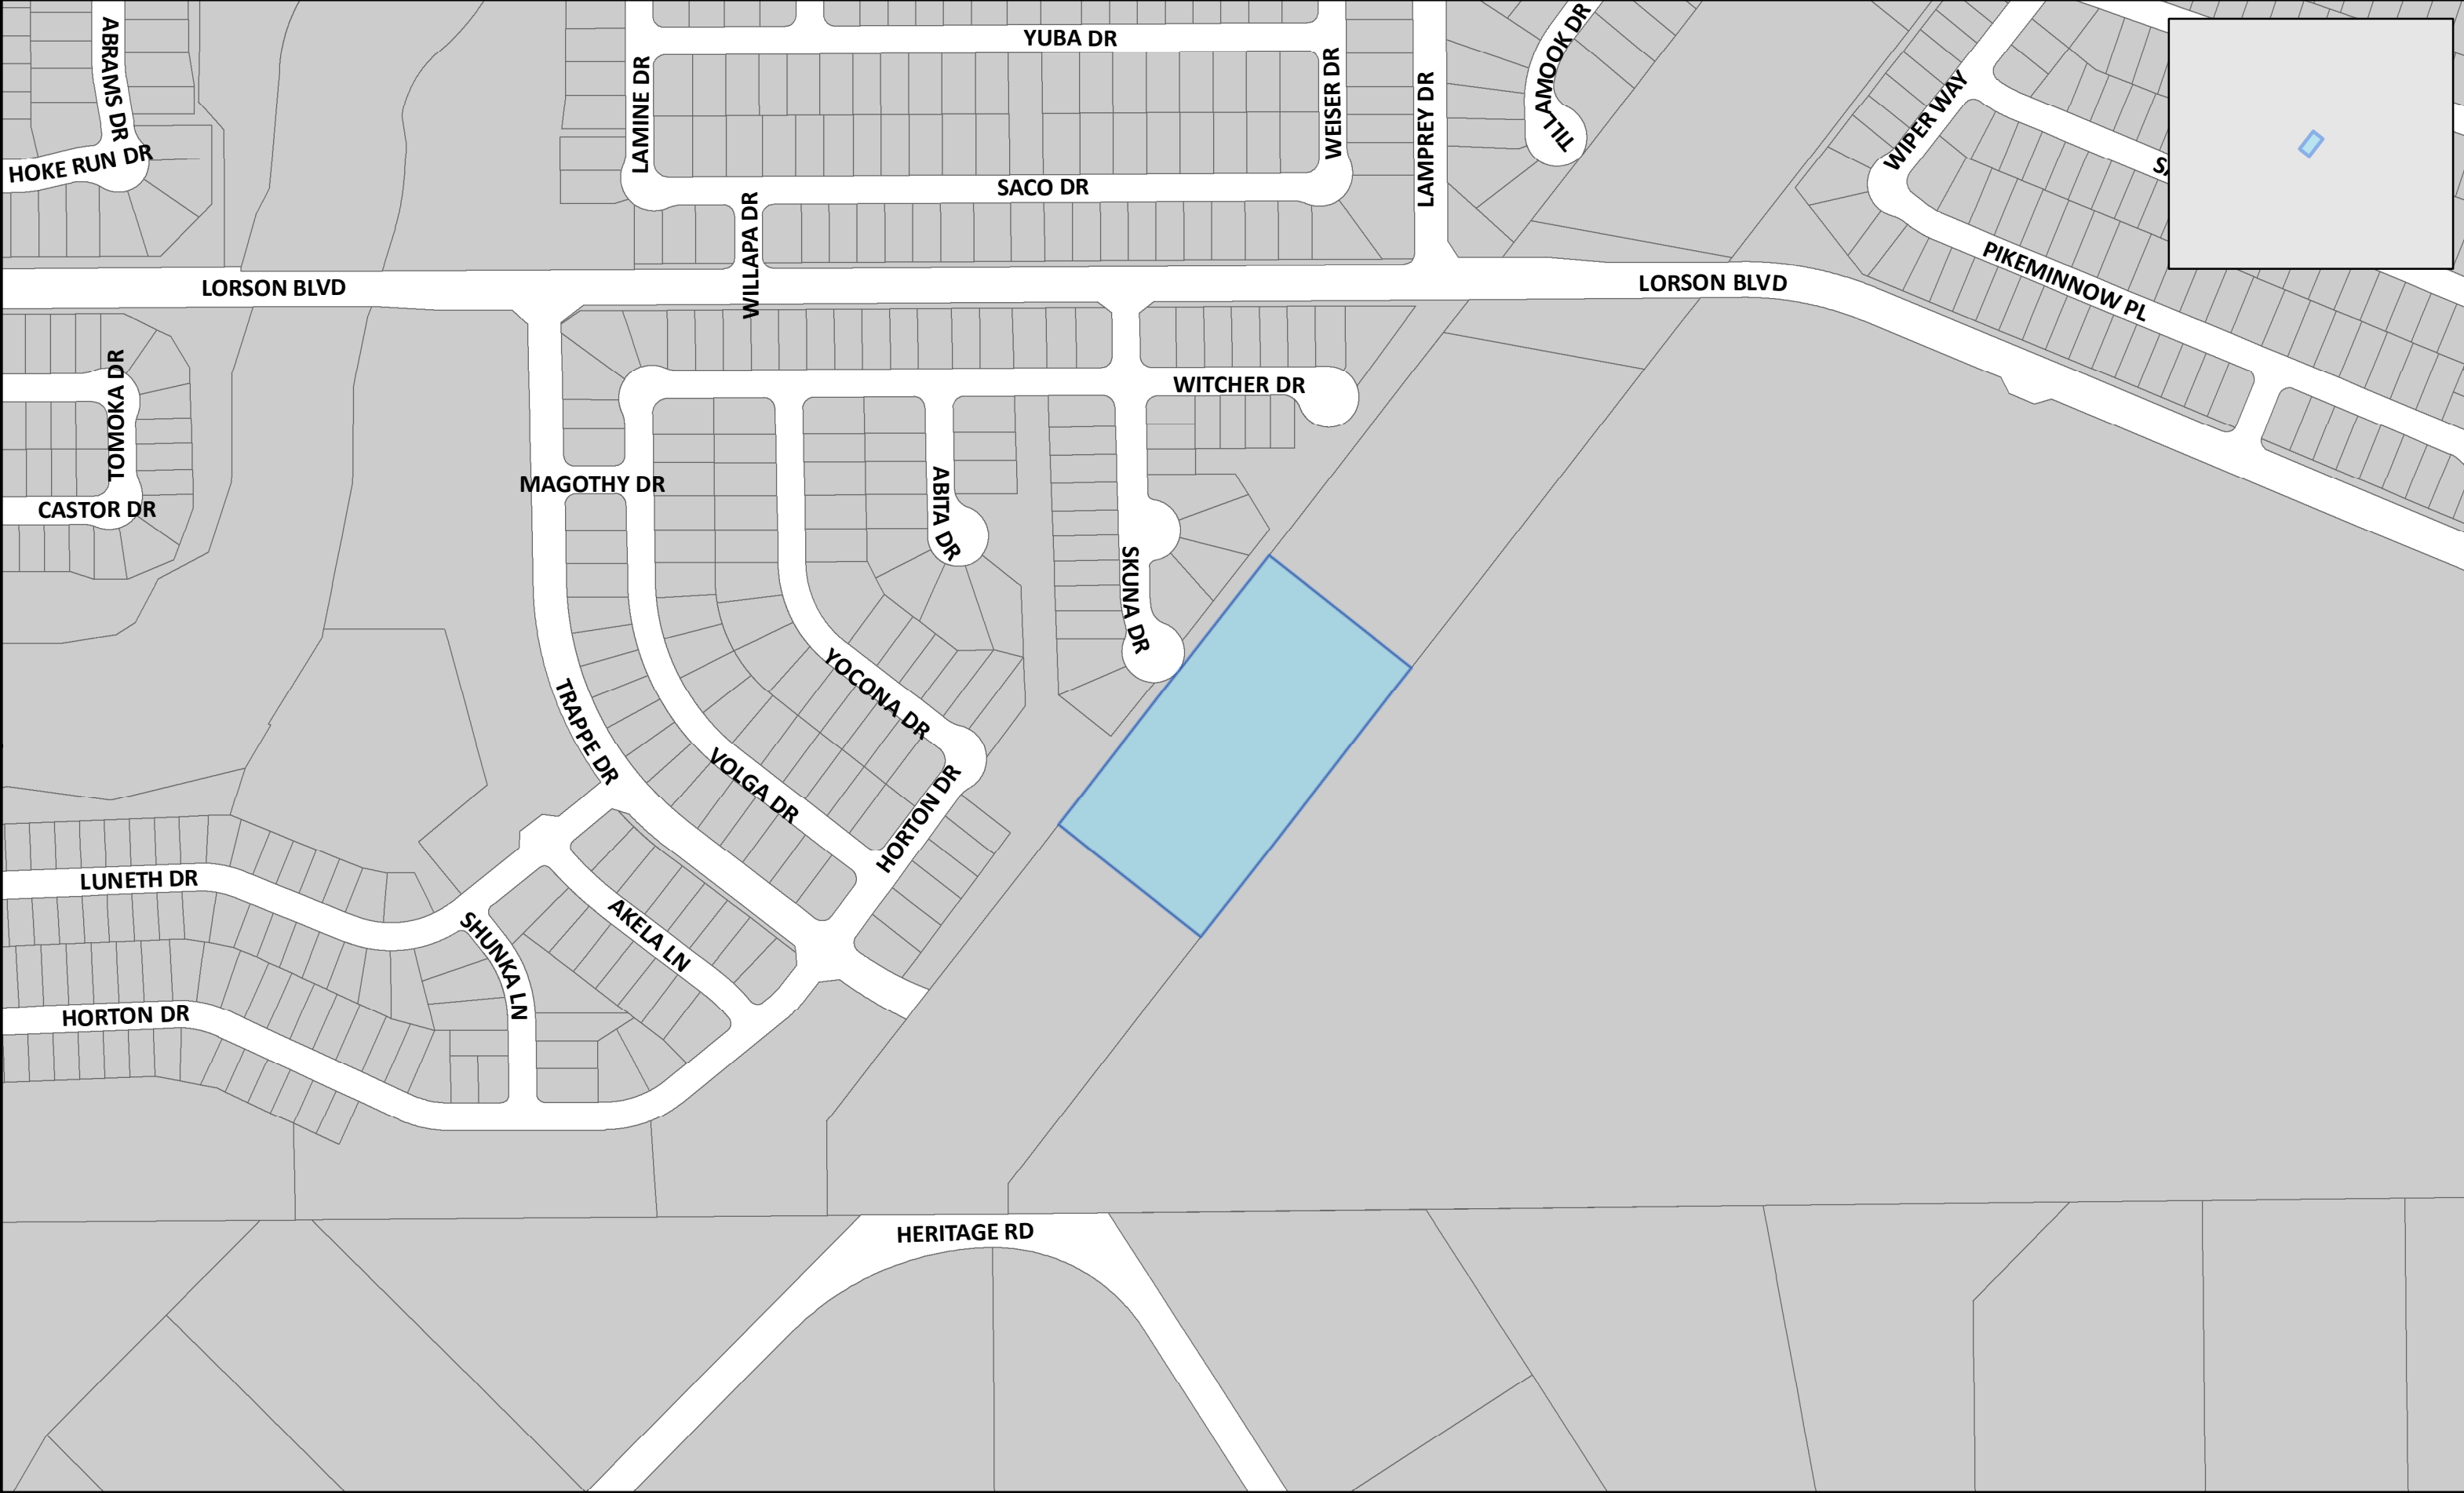 ABRAMS DR
HOKE RUN DR
YUBA DR
LAMINE DR
WEISER DR
LAMPREY DR
TILLAMOOK DR
WIPER WAY
SACO DR
WILLAPA DR
LORSON BLVD
LORSON BLVD
PIKEMINNOW PL
TOMOKA DR
WITCHER DR
MAGOTHY DR
CASTOR DR
ABITA DR
SKUNA DR
YOCONA DR
TRAPPE DR
VOLGA DR
HORTON DR
LUNETH DR
AKELA LN
SHUNKA LN
HORTON DR
HERITAGE RD